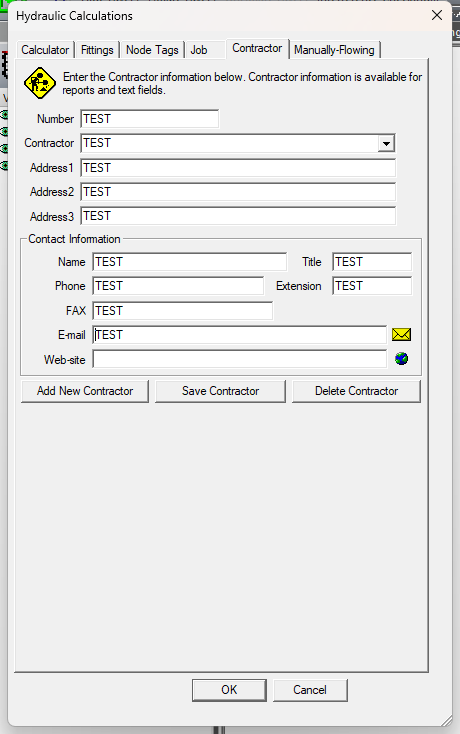 Hydraulic Calculations
Calculator Fittings Node Tags Job Contractor Manually-Flowing
Enter the Contractor information below. Contractor information is available for
reports and text fields.
Number TEST
Contractor TEST
Address1 TEST
Address2 TEST
Address3 TEST
Contact Information
Name TEST Title TEST
Phone TEST Extension TEST
FAX TEST
E-mail TEST
Web-site
Add New Contractor Save Contractor Delete Contractor
OK Cancel